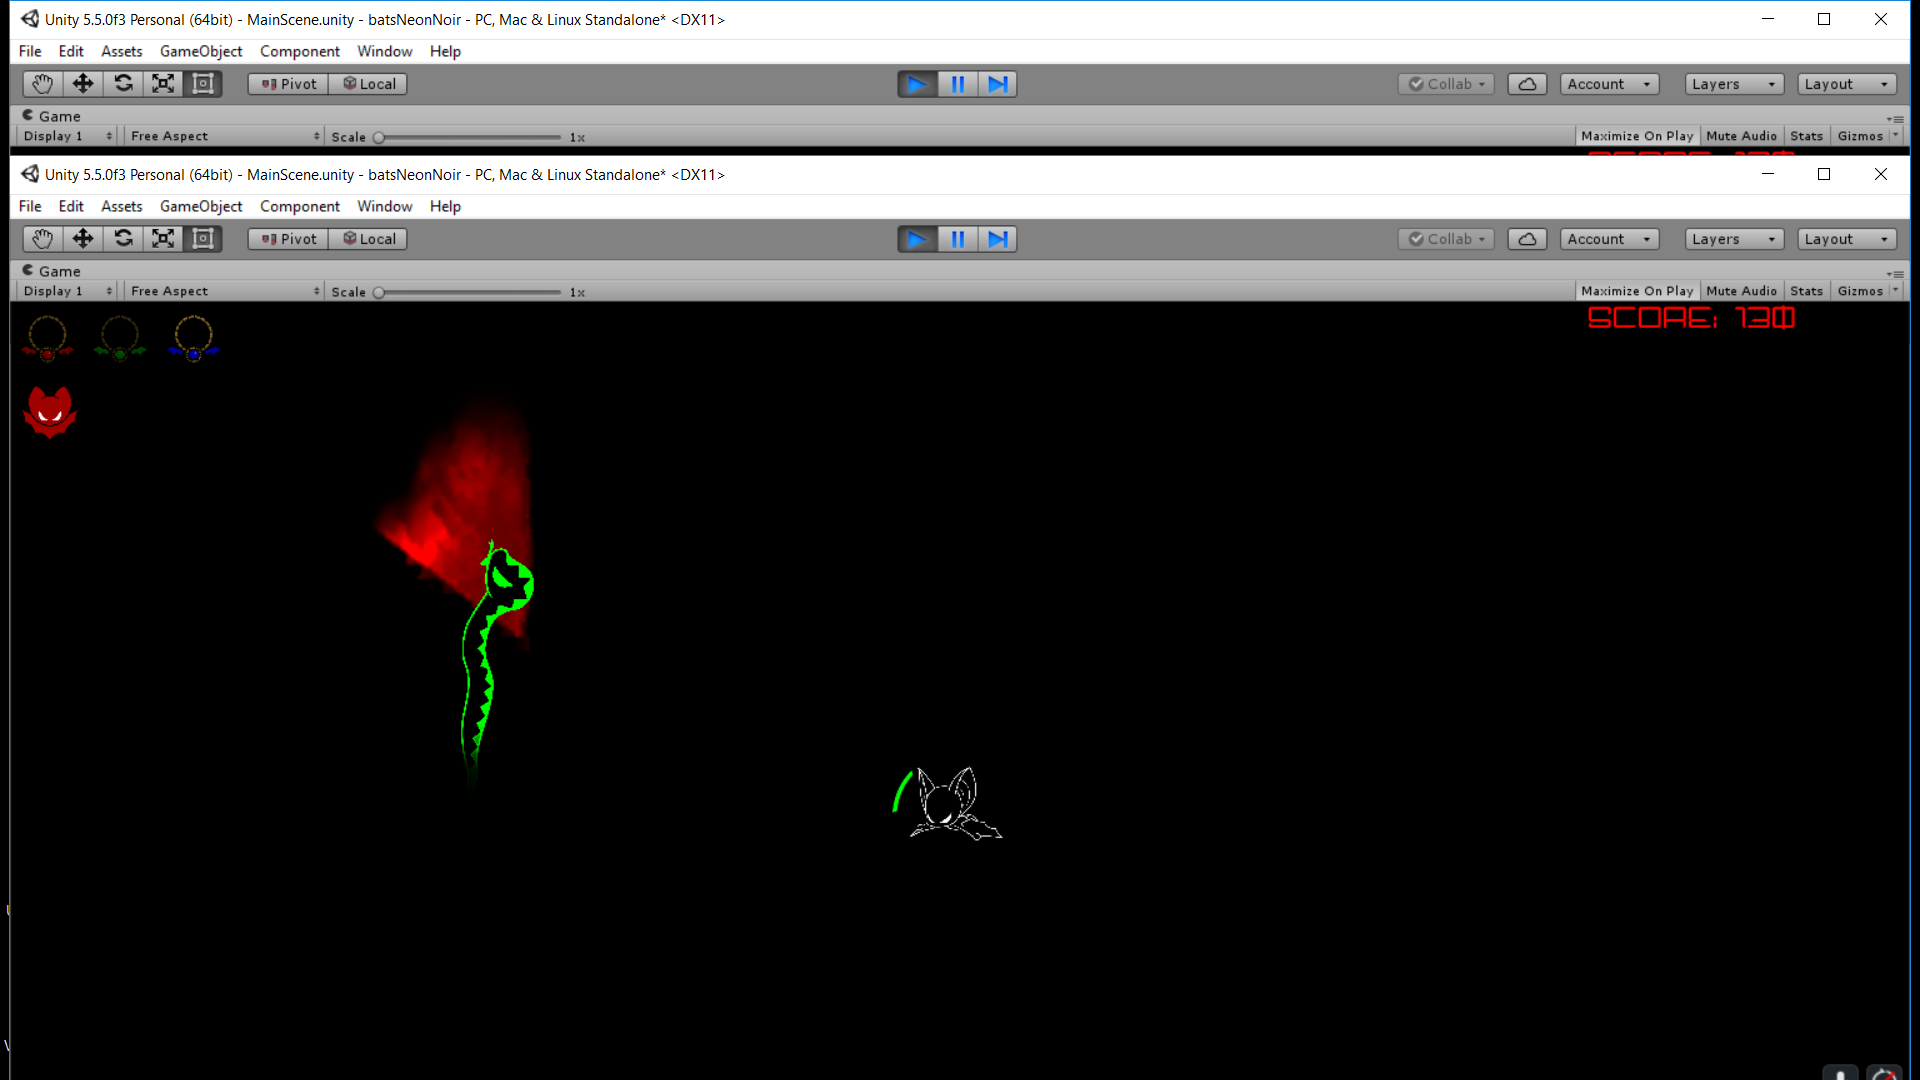 Unity 5.5.0f3 Personal (64bit) - MainScene.unity - batsNeonNoir - PC, Mac & Linux Standalone* <DX11>
File Edit Assets GameObject Component Window Help
Pivot Local Collab Account Layers Layout
Game
Display 1 Free Aspect Scale 1x Maximize On Play Mute Audio Stats Gizmos
Unity 5.5.0f3 Personal (64bit) - MainScene.unity - batsNeonNoir - PC, Mac & Linux Standalone* <DX11>
File Edit Assets GameObject Component Window Help
Pivot Local Collab Account Layers Layout
Game
Display 1 Free Aspect Scale 1x Maximize On Play Mute Audio Stats Gizmos
SCORE: 130